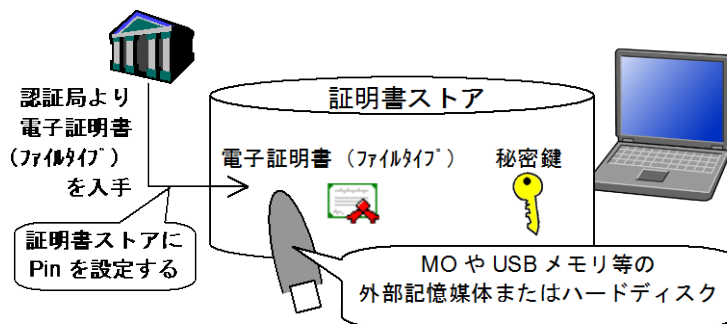 認証局より
電子証明書
(ﾌｧｲﾙﾀｲﾌﾟ)
を入手
証明書ストア
電子証明書 (ﾌｧｲﾙﾀｲﾌﾟ)
秘密鍵
証明書ストアに
Pin を設定する
MO や USB メモリ等の
外部記憶媒体またはハードディスク